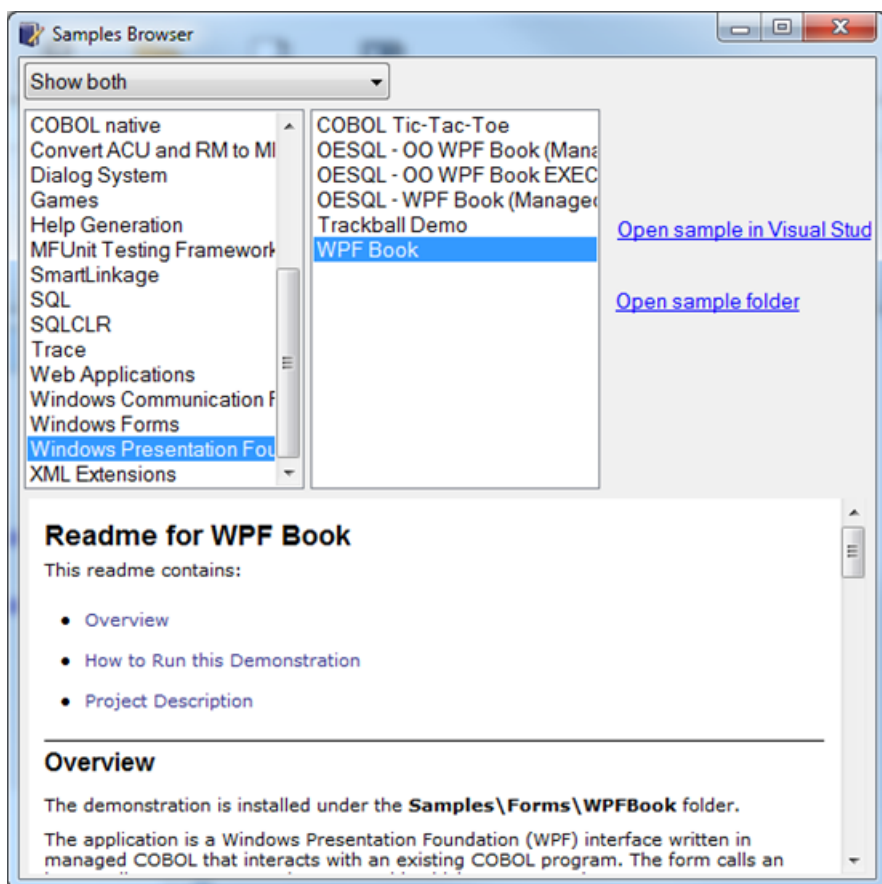 Samples Browser
Show both
COBOL native
Convert ACU and RM to
Dialog System
Games
Help Generation
MFUnit Testing Framework
SmartLinkage
SQL
SQLCLR
Trace
Web Applications
Windows Communication
Windows Forms
Windows Presentation Fou
XML Extensions
COBOL Tic-Tac-Toe
OESQL - OO WPF Book (Mana
OESQL - OO WPF Book EXEC
OESQL - WPF Book (Managed
Trackball Demo
WPF Book
Open sample in Visual Stud
Open sample folder
Readme for WPF Book
This readme contains:
• Overview
• How to Run this Demonstration
• Project Description
Overview
The demonstration is installed under the Samples\Forms\WPFBook folder.
The application is a Windows Presentation Foundation (WPF) interface written in
managed COBOL that interacts with an existing COBOL program. The form calls an